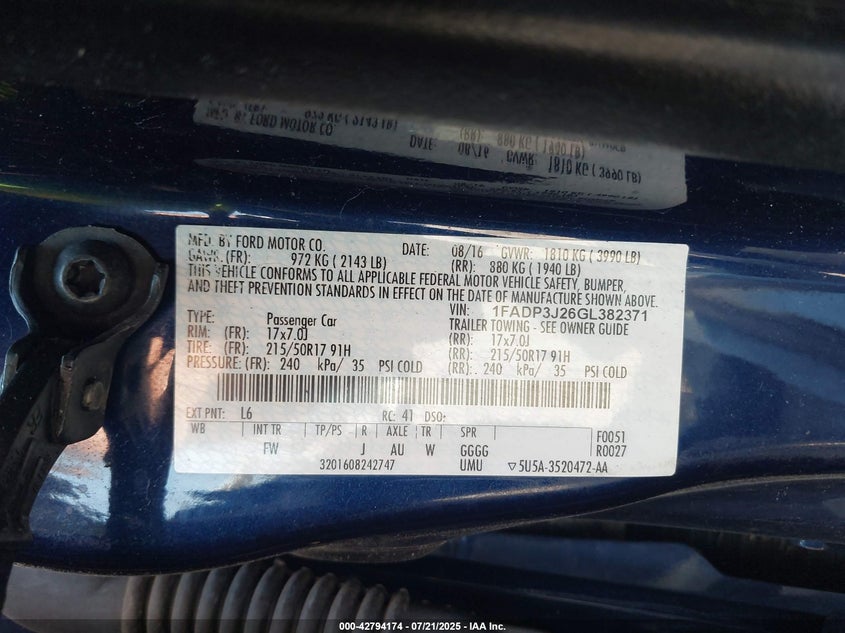 MFD. BY FORD MOTOR CO. DATE: 08/16 GVWR: 1810 KG ( 3990 LB)
GAWR: (FR): 972 KG ( 2143 LB) (RR): 880 KG ( 1940 LB)
THIS VEHICLE CONFORMS TO ALL APPLICABLE FEDERAL MOTOR VEHICLE SAFETY, BUMPER,
AND THEFT PREVENTION STANDARDS IN EFFECT ON THE DATE OF MANUFACTURE SHOWN ABOVE.
VIN: 1FADP3J26GL382371
TYPE: Passenger Car TRAILER TOWING - SEE OWNER GUIDE
RIM: (FR): 17x7.0J (RR): 17x7.0J
TIRE: (FR): 215/50R17 91H (RR): 215/50R17 91H
PRESSURE: (FR): 240 kPa/ 35 PSI COLD (RR): 240 kPa/ 35 PSI COLD
EXT PNT: L6 RC: 41 DSO:
WB INT TR TP/PS R AXLE TR SPR F0051
FW J AU W GGGG R0027
3201608242747 UMU ▽5U5A-3520472-AA
000-42794174 - 07/21/2025 - IAA Inc.